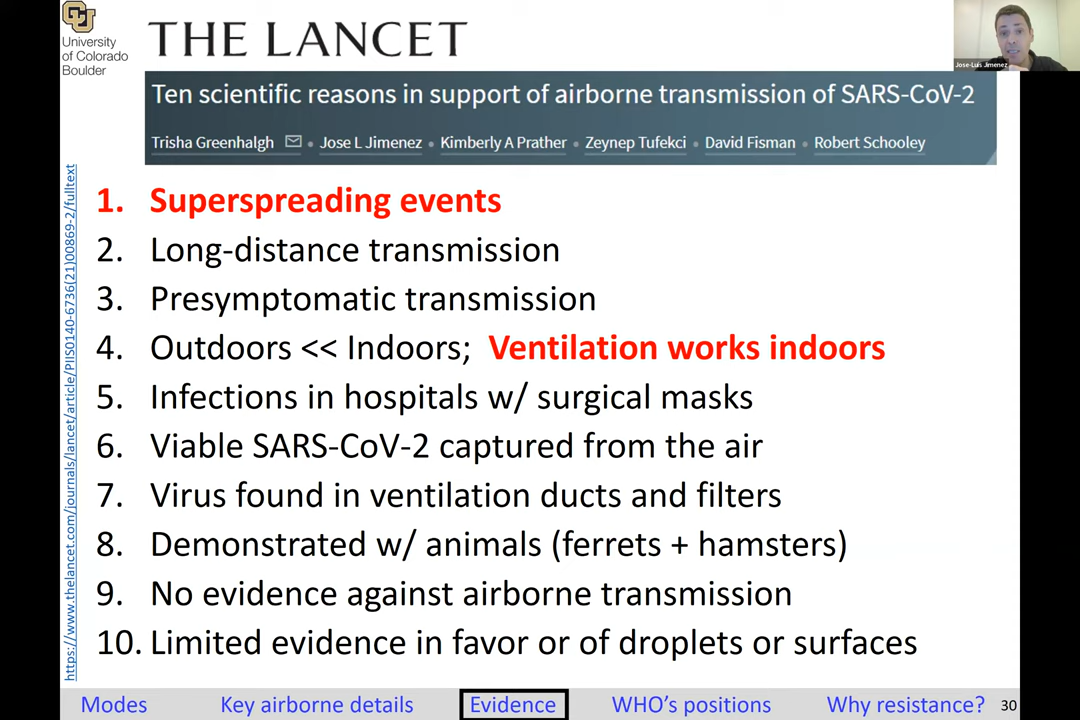 University
of Colorado
Boulder
THE LANCET
Jose-Luis Jimenez
Ten scientific reasons in support of airborne transmission of SARS-CoV-2
Trisha Greenhalgh • Jose L Jimenez • Kimberly A Prather • Zeynep Tufekci • David Fisman • Robert Schooley
https://www.thelancet.com/journals/lancet/article/PIIS0140-6736(21)00869-2/fulltext
1. Superspreading events
2. Long-distance transmission
3. Presymptomatic transmission
4. Outdoors << Indoors; Ventilation works indoors
5. Infections in hospitals w/ surgical masks
6. Viable SARS-CoV-2 captured from the air
7. Virus found in ventilation ducts and filters
8. Demonstrated w/ animals (ferrets + hamsters)
9. No evidence against airborne transmission
10. Limited evidence in favor or of droplets or surfaces
Modes Key airborne details Evidence WHO's positions Why resistance? 30